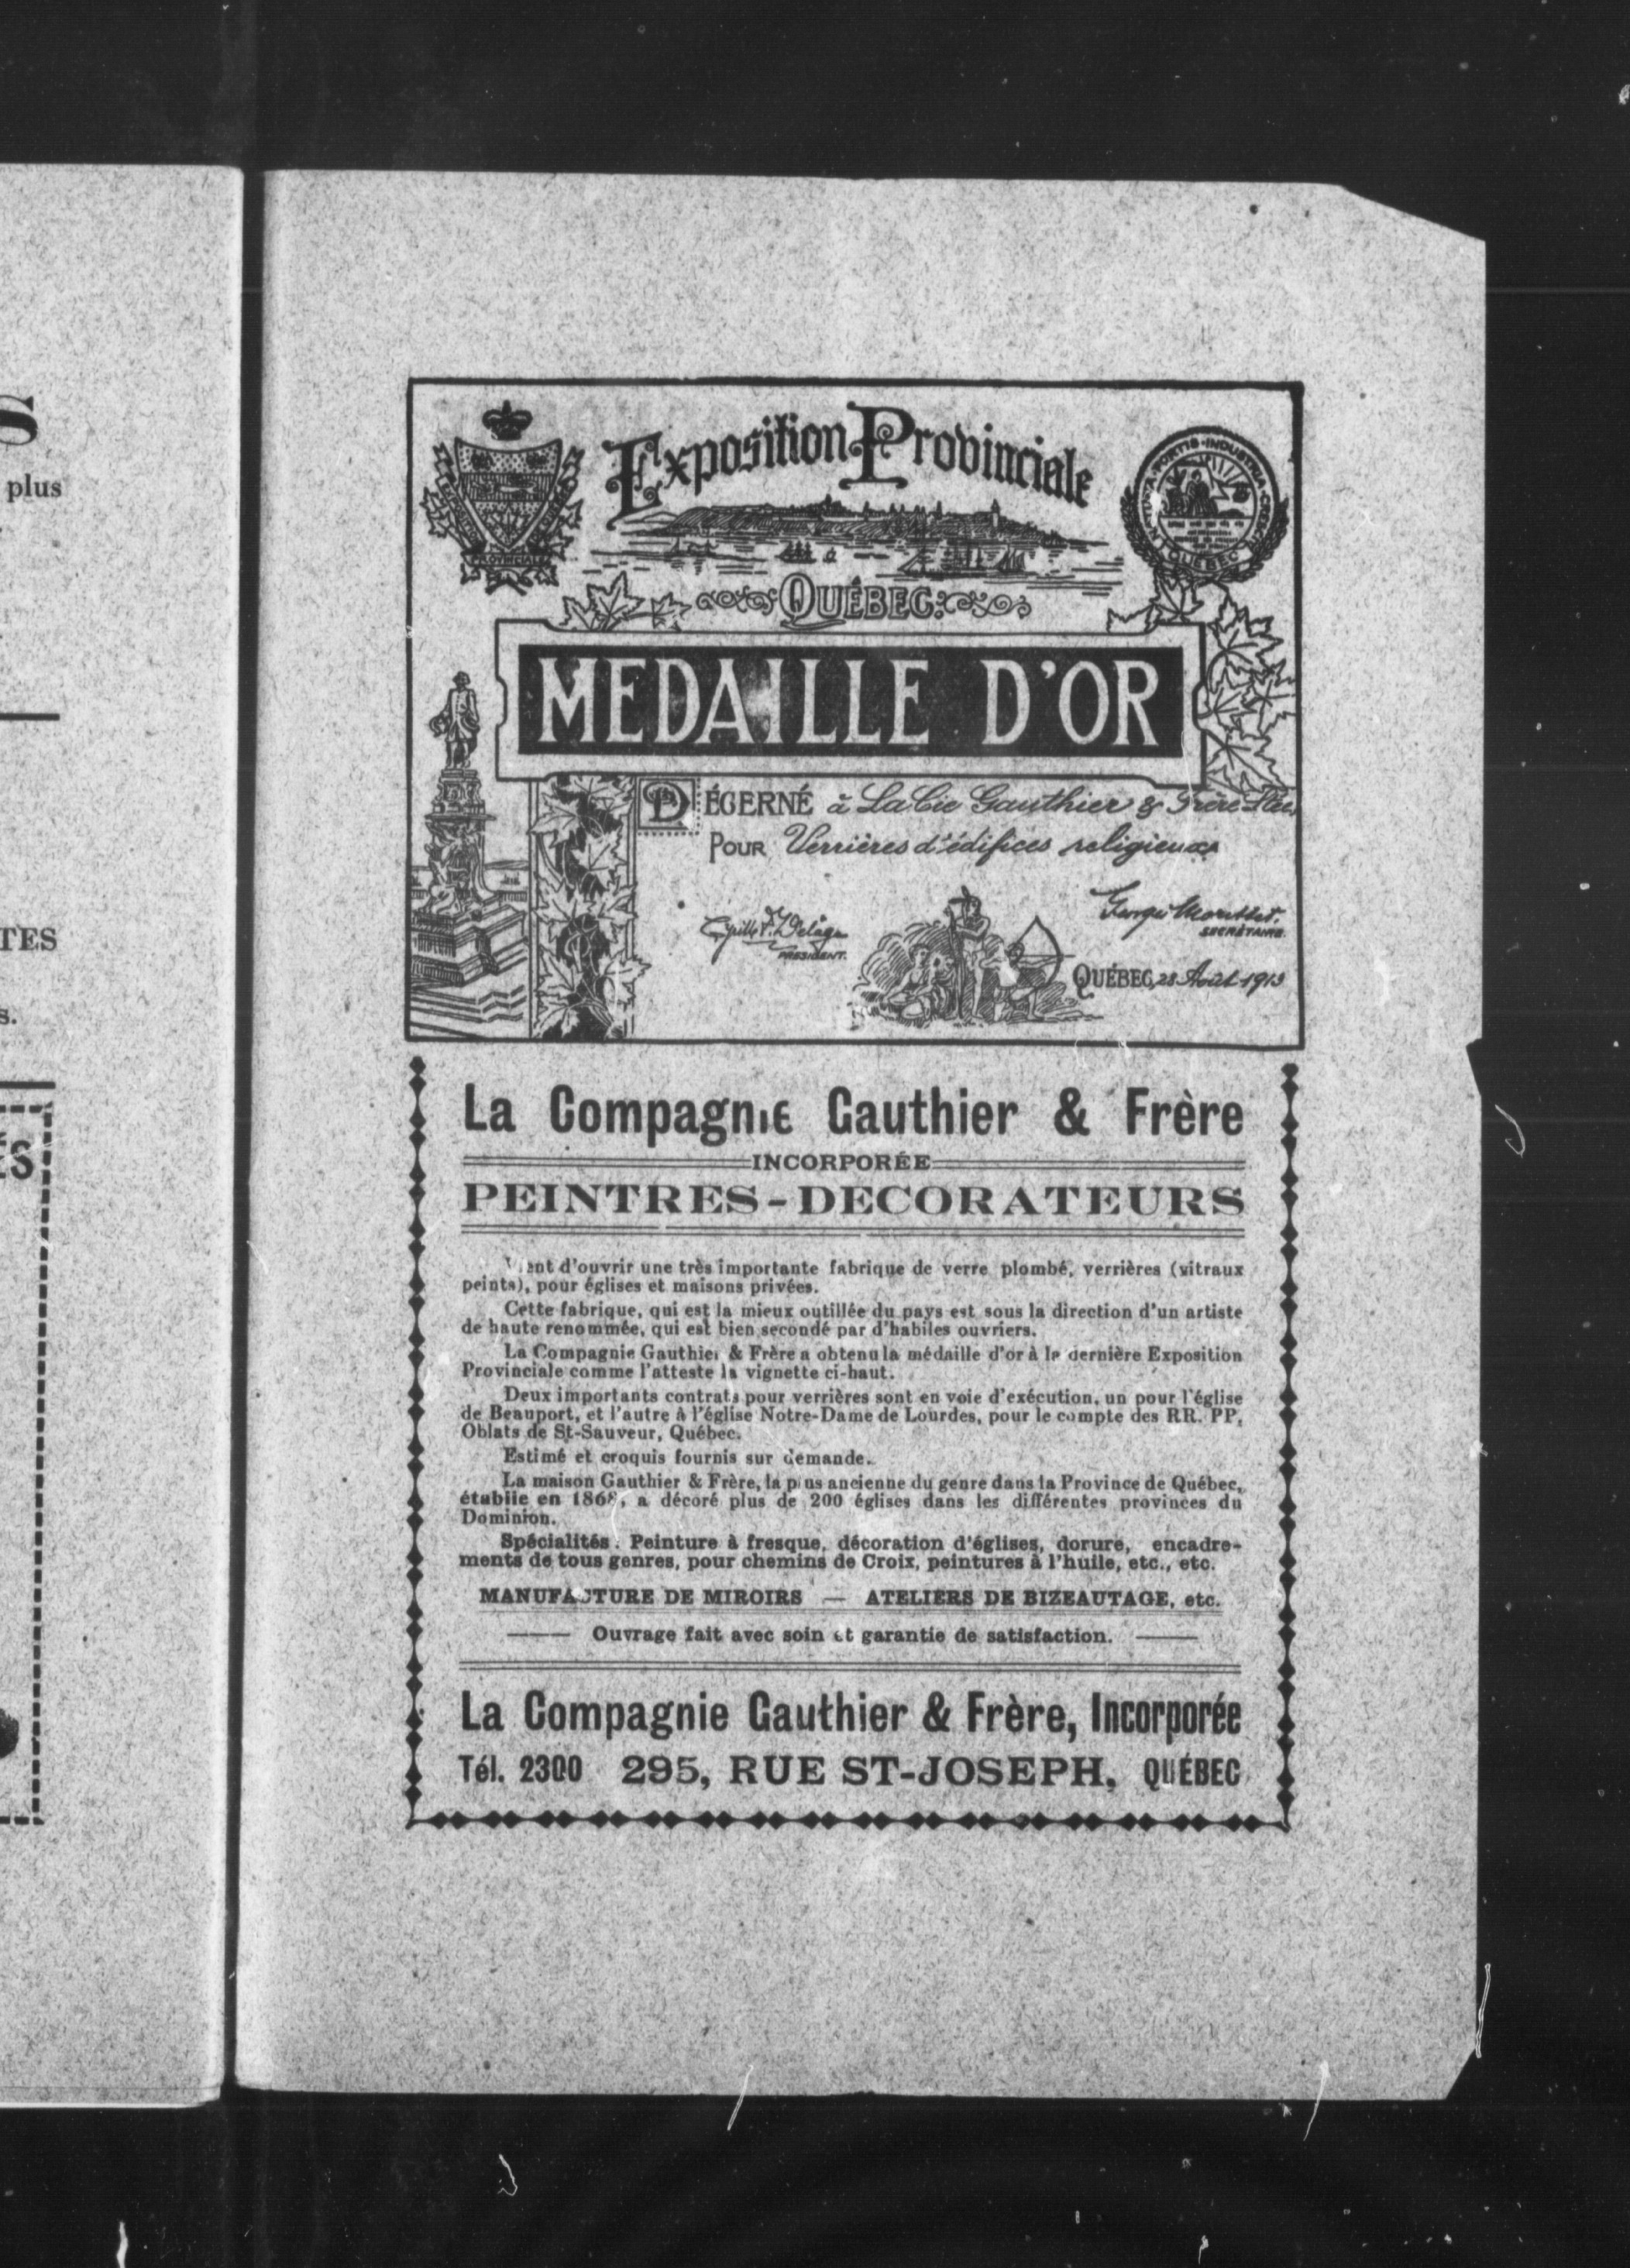 S
plus
TES
s.
ÉS
Exposition Provinciale
PROVINCIALE
FORTIS·INDUSTRIA·CREAT
QUÉBEC
QUÉBEC
MEDAILLE D'OR
DÉCERNÉ à La Cie Gauthier & Frère
POUR Verrières d'édifices religieux
PRESIDENT.
SECRÉTAIRE.
QUÉBEC, 28 Août 1913
La Compagnie Gauthier & Frère
INCORPORÉE
PEINTRES-DECORATEURS
Vient d'ouvrir une très importante fabrique de verre plombé, verrières (vitraux
peints), pour églises et maisons privées.
Cette fabrique, qui est la mieux outillée du pays est sous la direction d'un artiste
de haute renommée, qui est bien secondé par d'habiles ouvriers.
La Compagnie Gauthier & Frère a obtenu la médaille d'or à la dernière Exposition
Provinciale comme l'atteste la vignette ci-haut.
Deux importants contrats pour verrières sont en voie d'exécution, un pour l'église
de Beauport, et l'autre à l'église Notre-Dame de Lourdes, pour le compte des RR. PP.
Oblats de St-Sauveur, Québec.
Estimé et croquis fournis sur demande.
La maison Gauthier & Frère, la plus ancienne du genre dans la Province de Québec,
établie en 1868, a décoré plus de 200 églises dans les différentes provinces du
Dominion.
Spécialités : Peinture à fresque, décoration d'églises, dorure, encadre-
ments de tous genres, pour chemins de Croix, peintures à l'huile, etc., etc.
MANUFACTURE DE MIROIRS — ATELIERS DE BIZEAUTAGE, etc.
Ouvrage fait avec soin et garantie de satisfaction.
La Compagnie Gauthier & Frère, Incorporée
Tél. 2300 295, RUE ST-JOSEPH, QUÉBEC